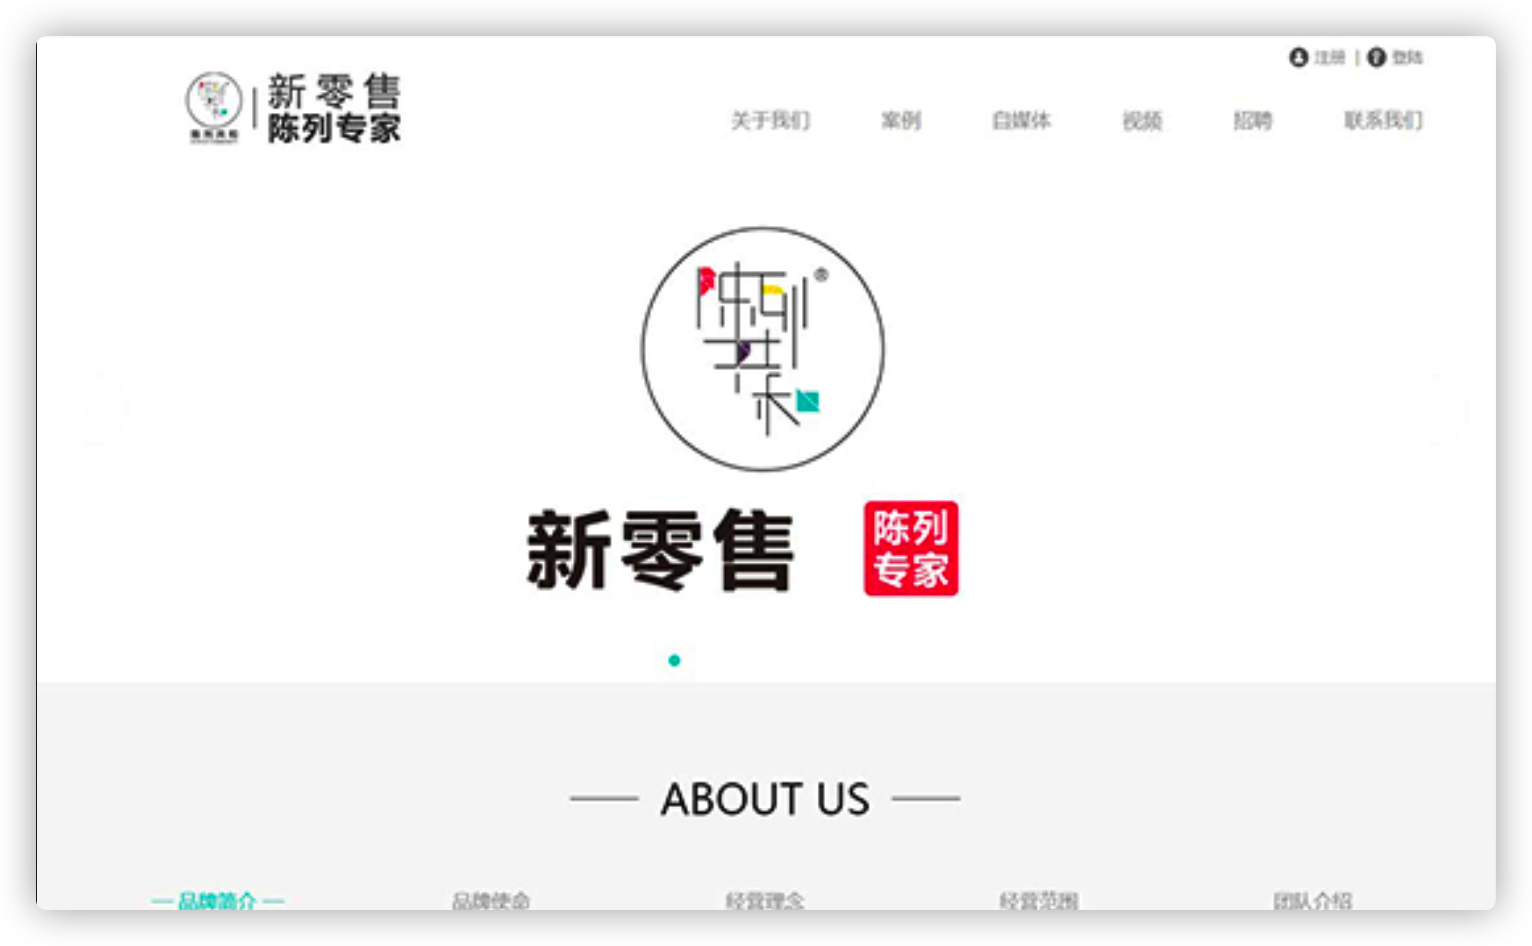 注册 | 登陆
新零售
陈列专家
关于我们 案例 自媒体 视频 招聘 联系我们
陈列共和®
新零售
陈列
专家
ABOUT US
品牌简介 品牌使命 经营理念 经营范围 团队介绍